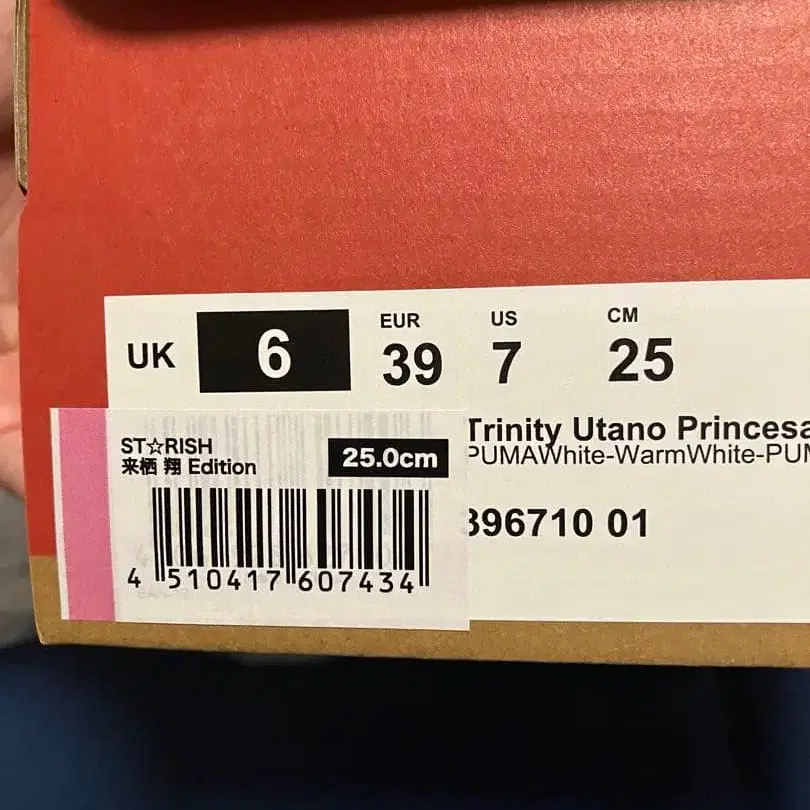 UK 6 EUR 39 US 7 CM 25
Trinity Utano Princesa
PUMAWhite-WarmWhite-PUM
396710 01
ST☆RISH
来栖 翔 Edition 25.0cm
4 510417 607434